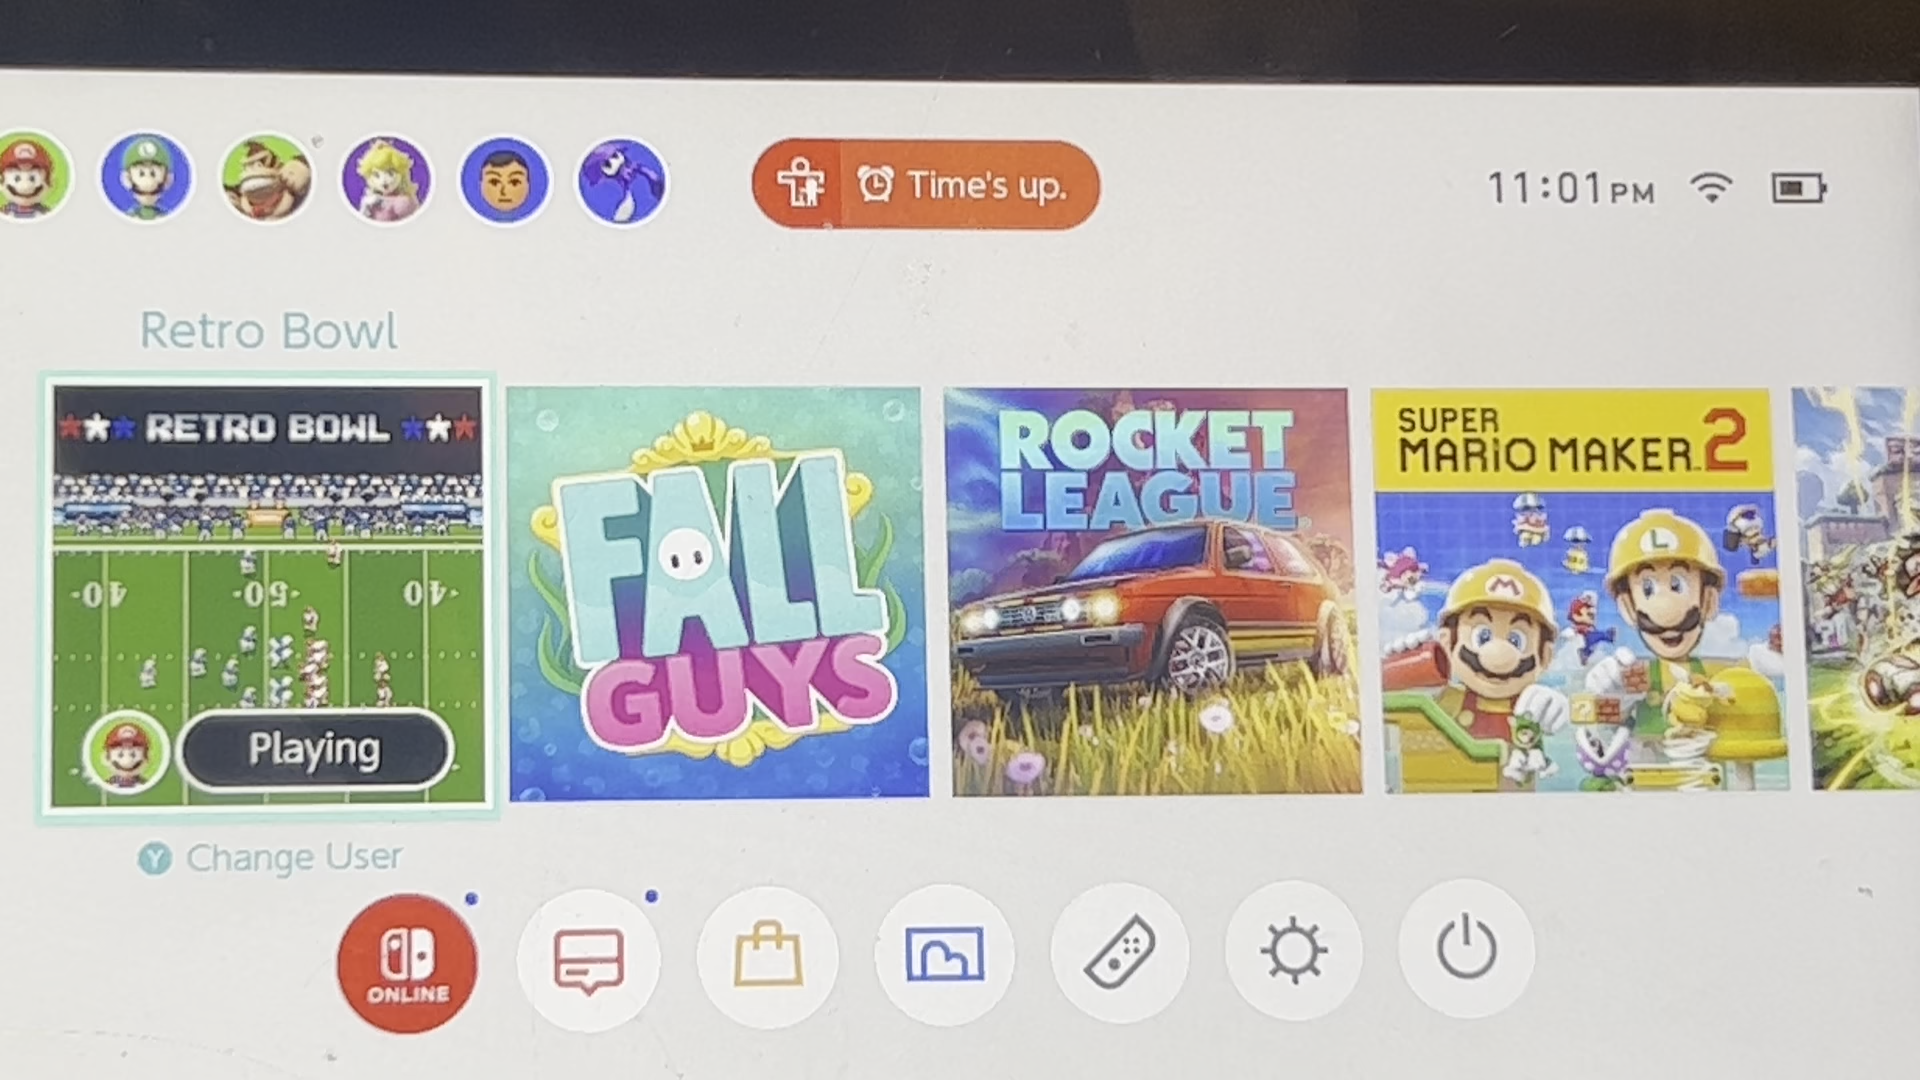 Time's up.
11:01 PM
Retro Bowl
RETRO BOWL
40 50 40
Playing
FALL
GUYS
ROCKET
LEAGUE
SUPER
MARIO MAKER 2
Y Change User
ONLINE